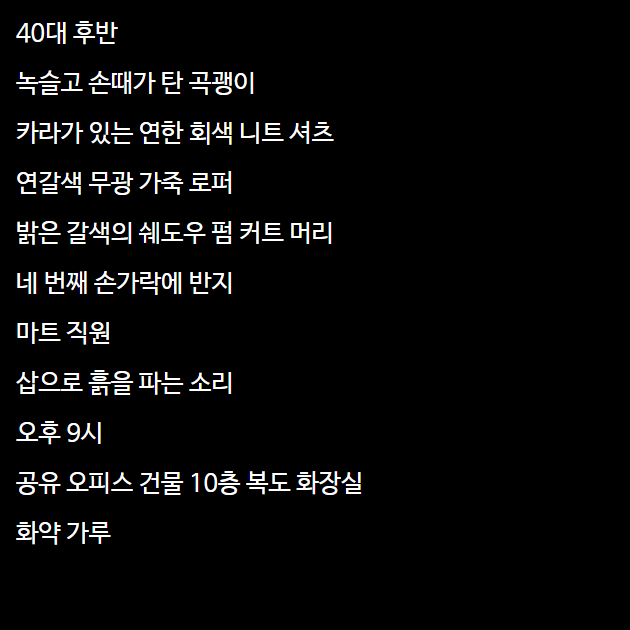 40대 후반
녹슬고 손때가 탄 곡괭이
카라가 있는 연한 회색 니트 셔츠
연갈색 무광 가죽 로퍼
밝은 갈색의 쉐도우 펌 커트 머리
네 번째 손가락에 반지
마트 직원
삽으로 흙을 파는 소리
오후 9시
공유 오피스 건물 10층 복도 화장실
화약 가루